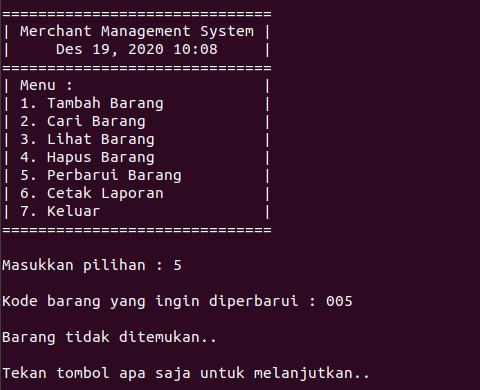 ==============================
| Merchant Management System |
|     Des 19, 2020 10:08     |
==============================
| Menu :                     |
| 1. Tambah Barang           |
| 2. Cari Barang             |
| 3. Lihat Barang            |
| 4. Hapus Barang            |
| 5. Perbarui Barang         |
| 6. Cetak Laporan           |
| 7. Keluar                  |
==============================
Masukkan pilihan : 5
Kode barang yang ingin diperbarui : 005
Barang tidak ditemukan..
Tekan tombol apa saja untuk melanjutkan..